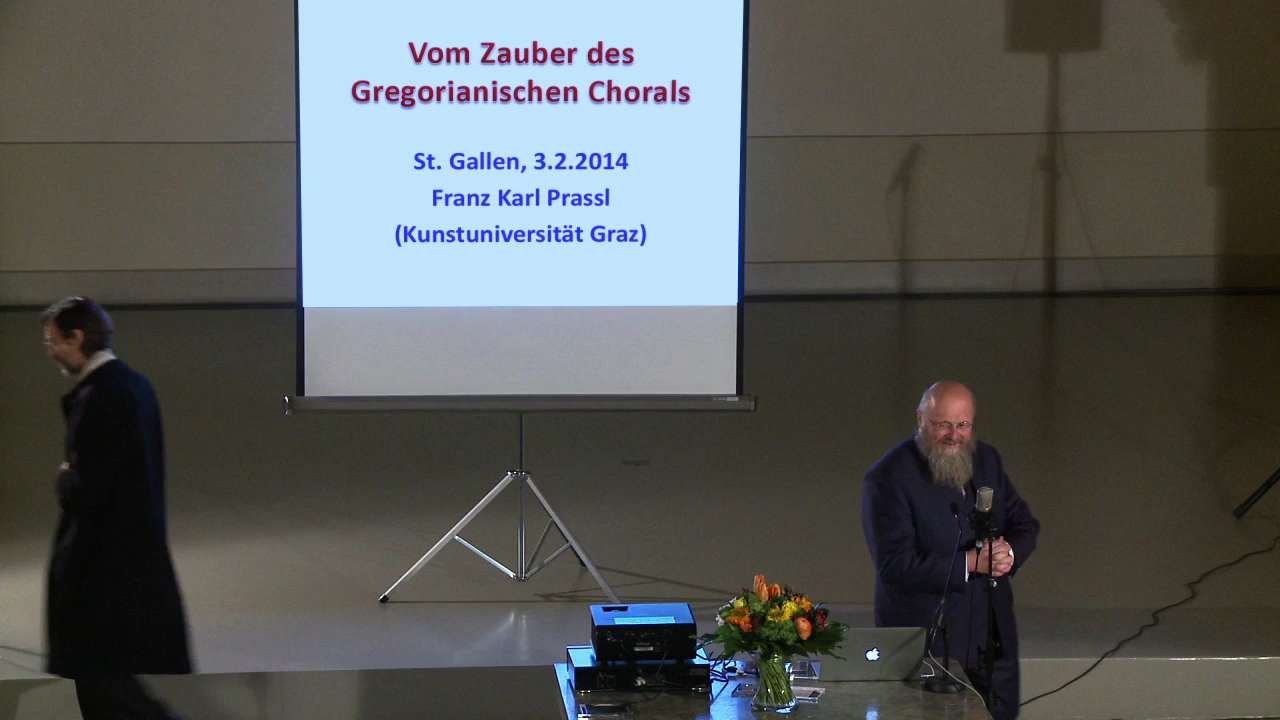 Vom Zauber des
Gregorianischen Chorals
St. Gallen, 3.2.2014
Franz Karl Prassl
(Kunstuniversität Graz)